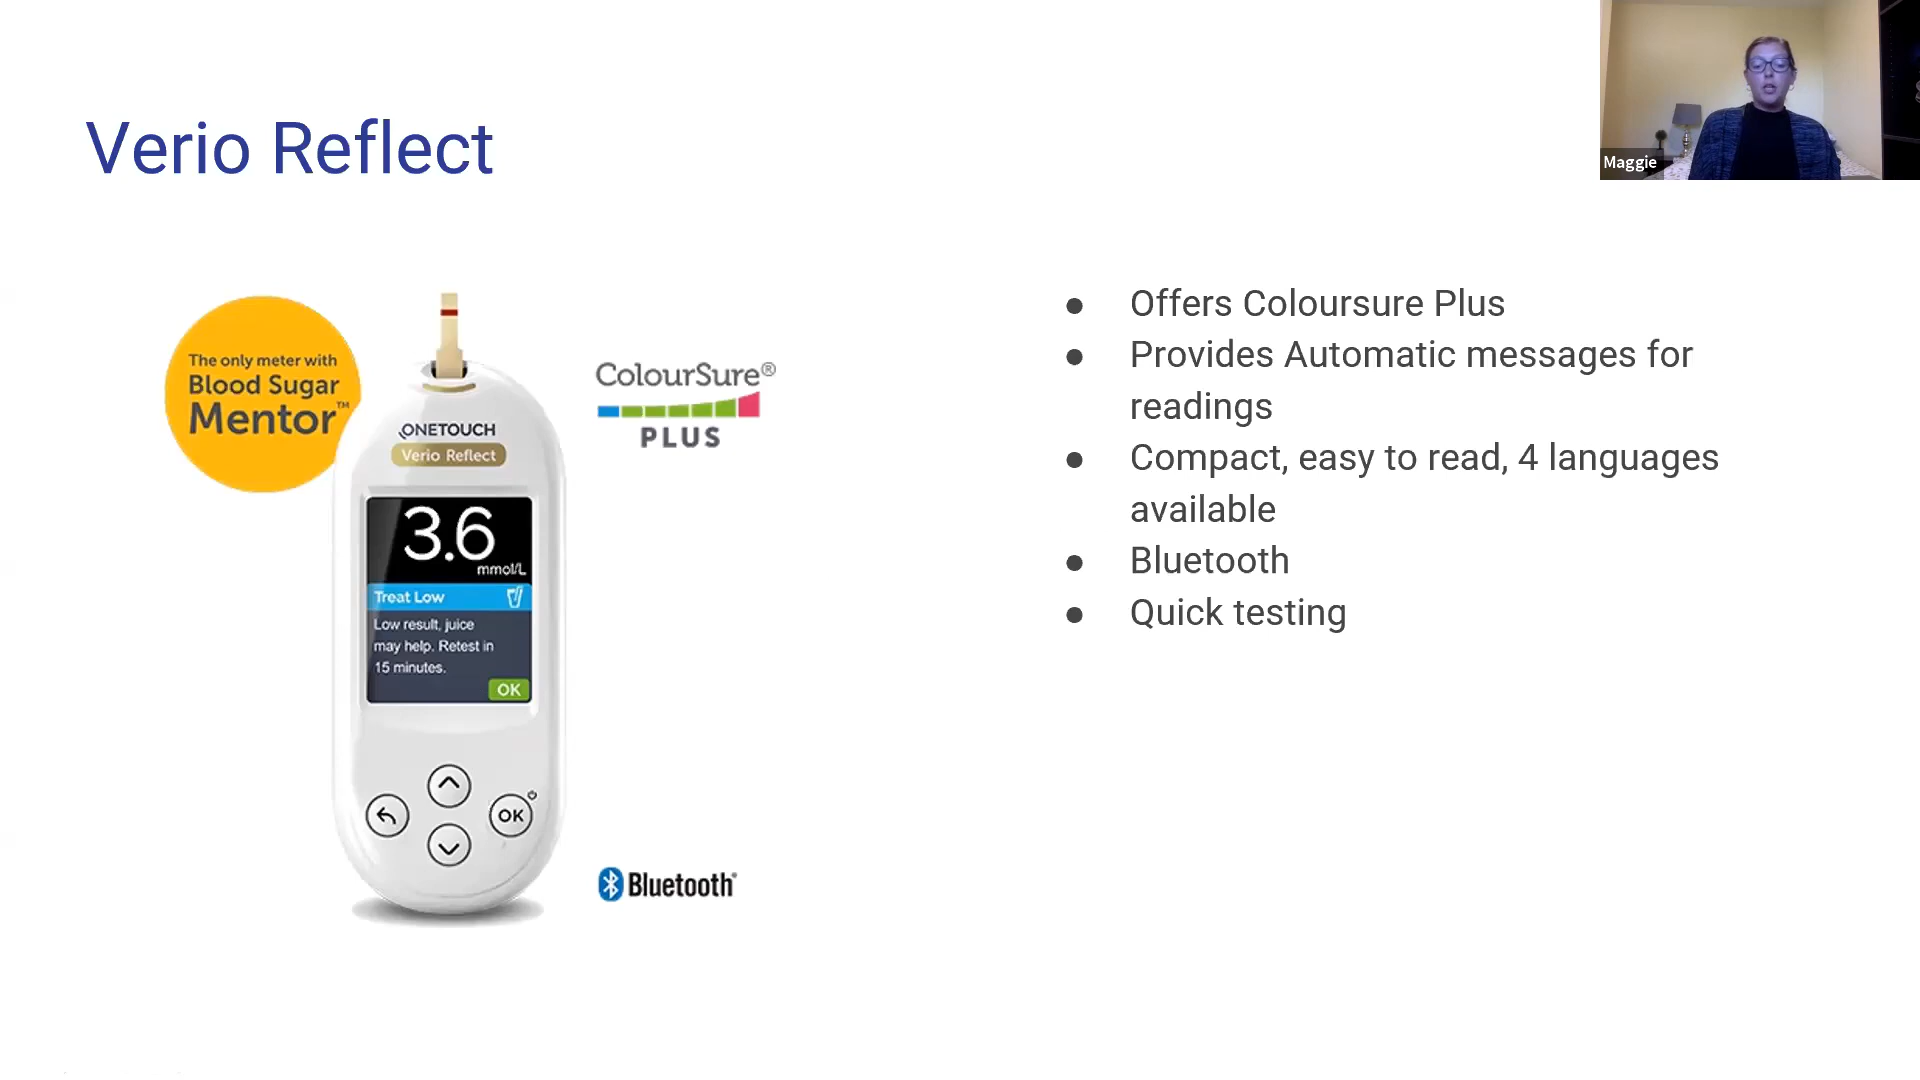 Verio Reflect
Maggie
The only meter with
Blood Sugar
Mentor™
ONETOUCH
Verio Reflect
3.6
mmol/L
Treat Low
Low result, juice
may help. Retest in
15 minutes.
OK
OK
ColourSure®
PLUS
Bluetooth®
● Offers Coloursure Plus
● Provides Automatic messages for
readings
● Compact, easy to read, 4 languages
available
● Bluetooth
● Quick testing